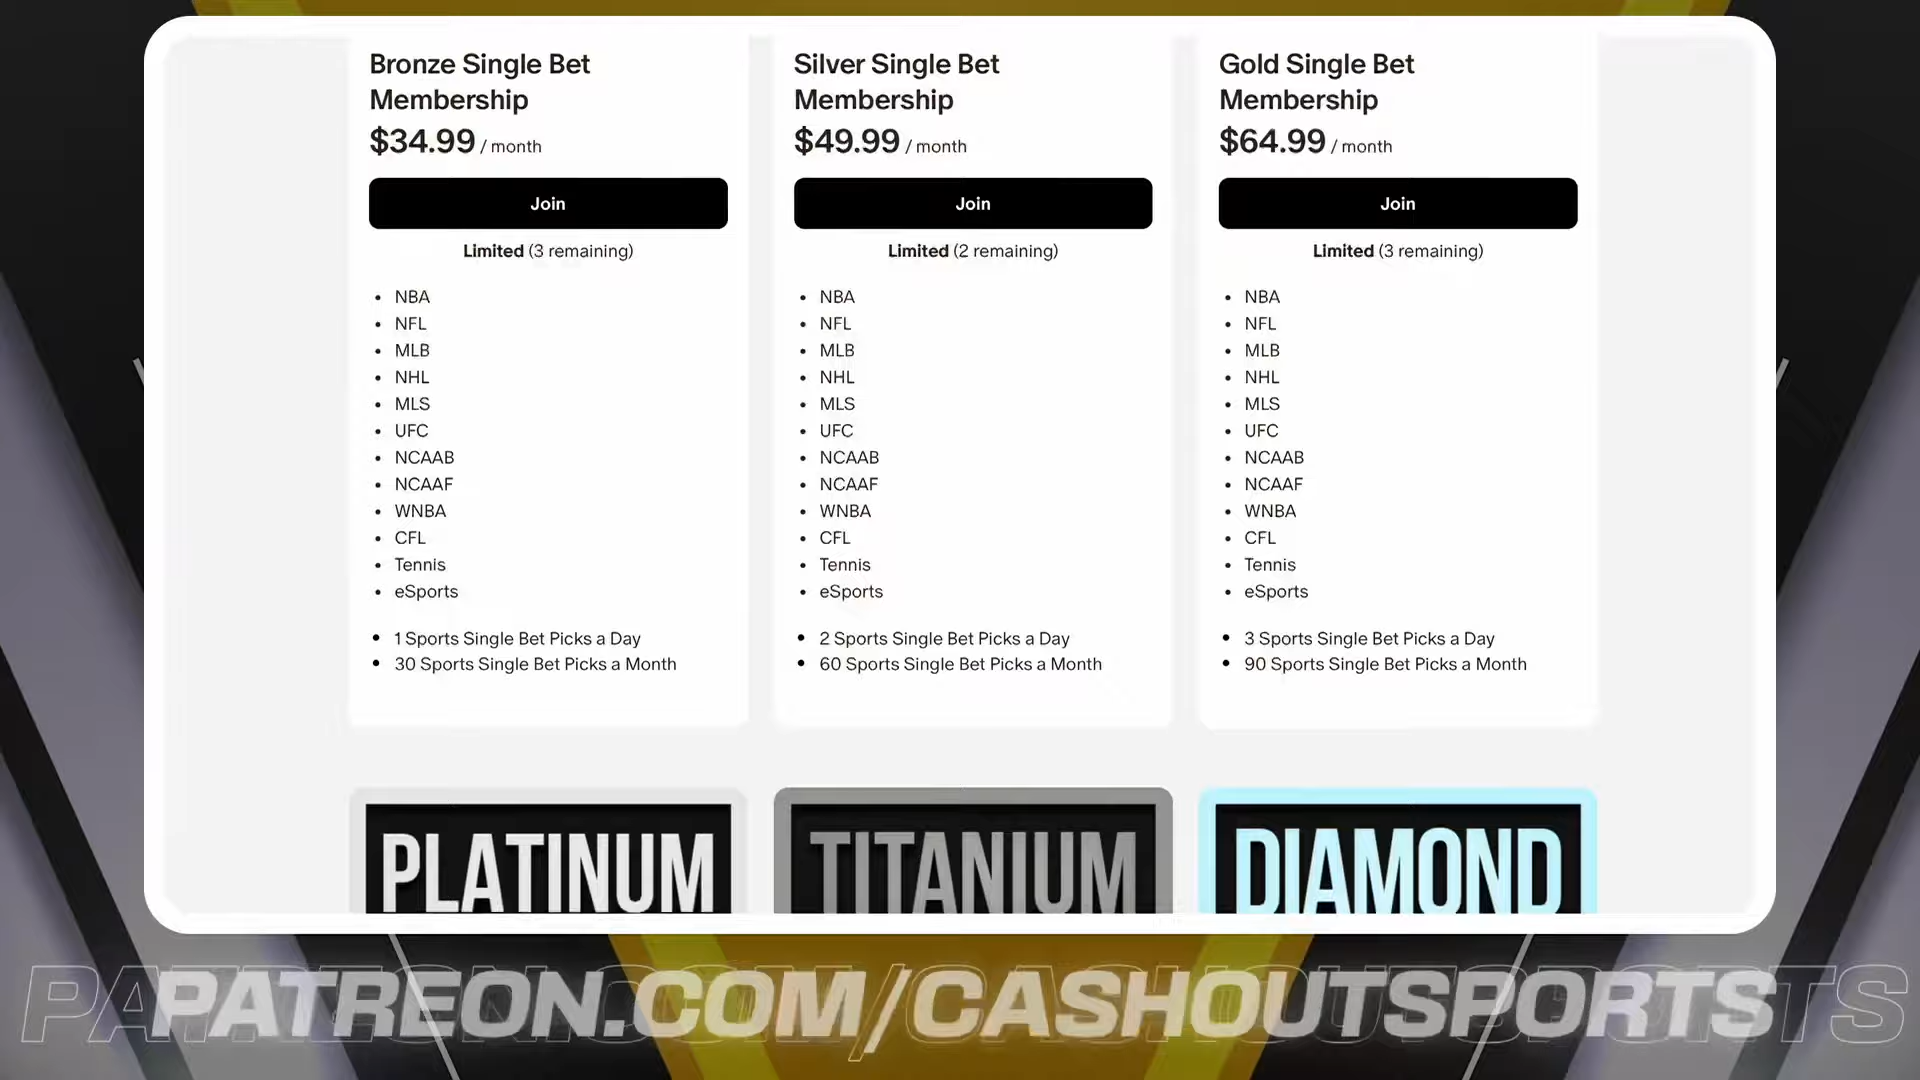 Bronze Single Bet
Membership
$34.99 / month
Join
Limited (3 remaining)
• NBA
• NFL
• MLB
• NHL
• MLS
• UFC
• NCAAB
• NCAAF
• WNBA
• CFL
• Tennis
• eSports
• 1 Sports Single Bet Picks a Day
• 30 Sports Single Bet Picks a Month
Silver Single Bet
Membership
$49.99 / month
Join
Limited (2 remaining)
• NBA
• NFL
• MLB
• NHL
• MLS
• UFC
• NCAAB
• NCAAF
• WNBA
• CFL
• Tennis
• eSports
• 2 Sports Single Bet Picks a Day
• 60 Sports Single Bet Picks a Month
Gold Single Bet
Membership
$64.99 / month
Join
Limited (3 remaining)
• NBA
• NFL
• MLB
• NHL
• MLS
• UFC
• NCAAB
• NCAAF
• WNBA
• CFL
• Tennis
• eSports
• 3 Sports Single Bet Picks a Day
• 90 Sports Single Bet Picks a Month
PLATINUM
TITANIUM
DIAMOND
PATREON.COM/CASHOUTSPORTS